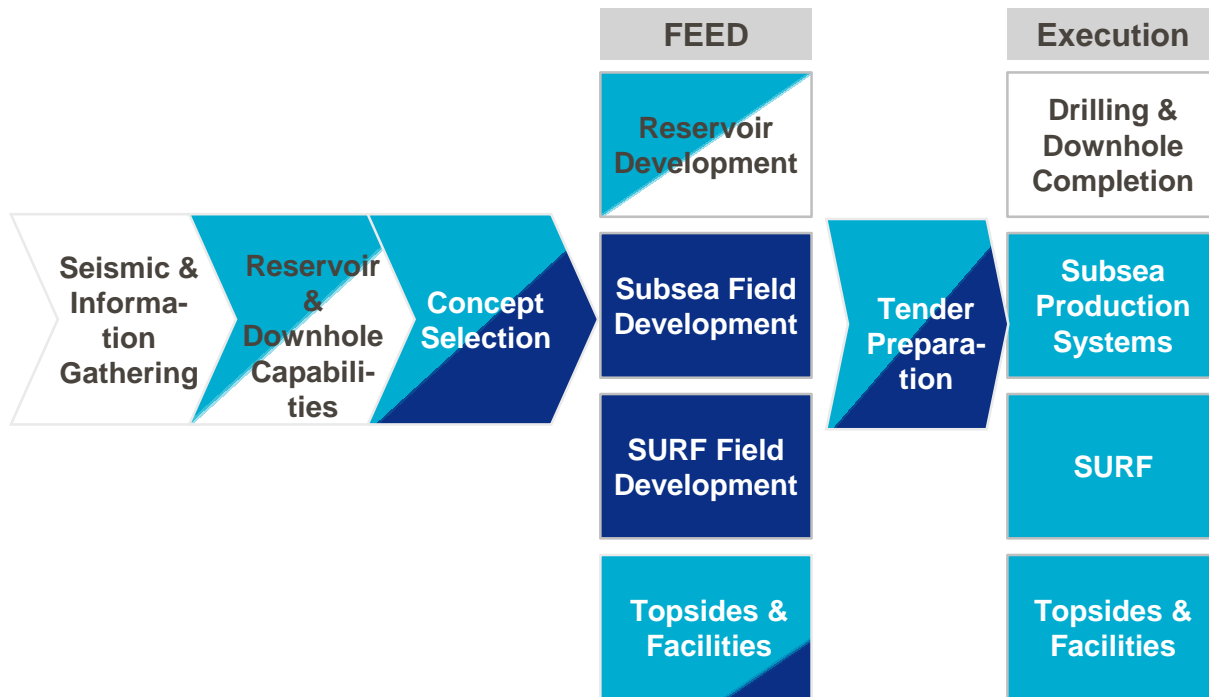 FEED
Execution
Seismic &
Informa-
tion
Gathering
Reservoir
&
Downhole
Capabili-
ties
Concept
Selection
Reservoir
Development
Subsea Field
Development
SURF Field
Development
Topsides &
Facilities
Tender
Prepara-
tion
Drilling &
Downhole
Completion
Subsea
Production
Systems
SURF
Topsides &
Facilities